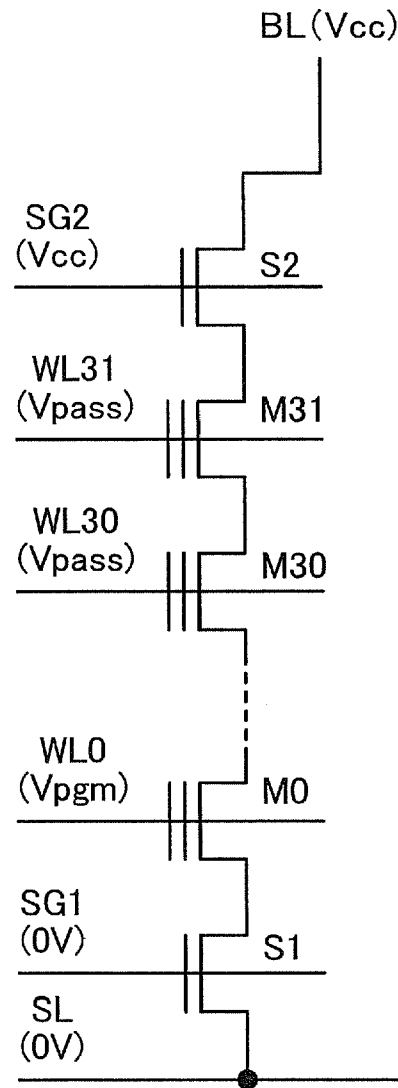 BL(Vcc)
SG2
(Vcc)
S2
WL31
(Vpass)
M31
WL30
(Vpass)
M30
WL0
(Vpgm)
M0
SG1
(0V)
S1
SL
(0V)